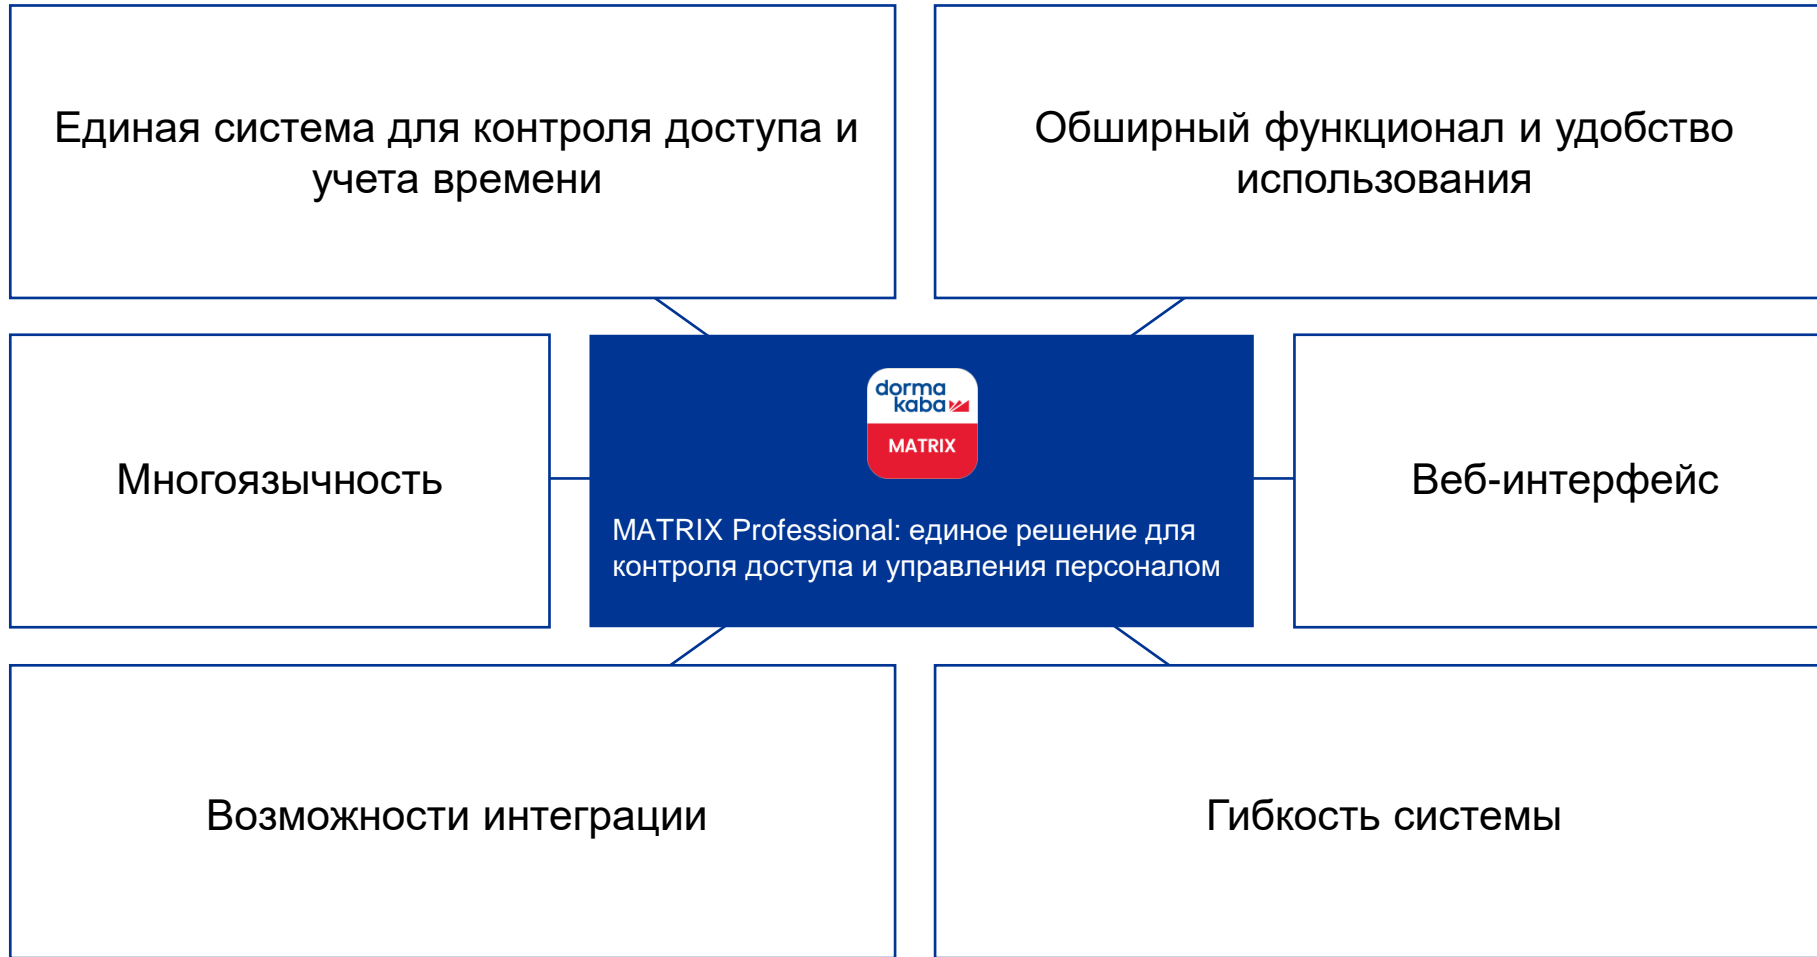 Единая система для контроля доступа и
учета времени
Обширный функционал и удобство
использования
Многоязычность
dorma
kaba
MATRIX
MATRIX Professional: единое решение для
контроля доступа и управления персоналом
Веб-интерфейс
Возможности интеграции
Гибкость системы